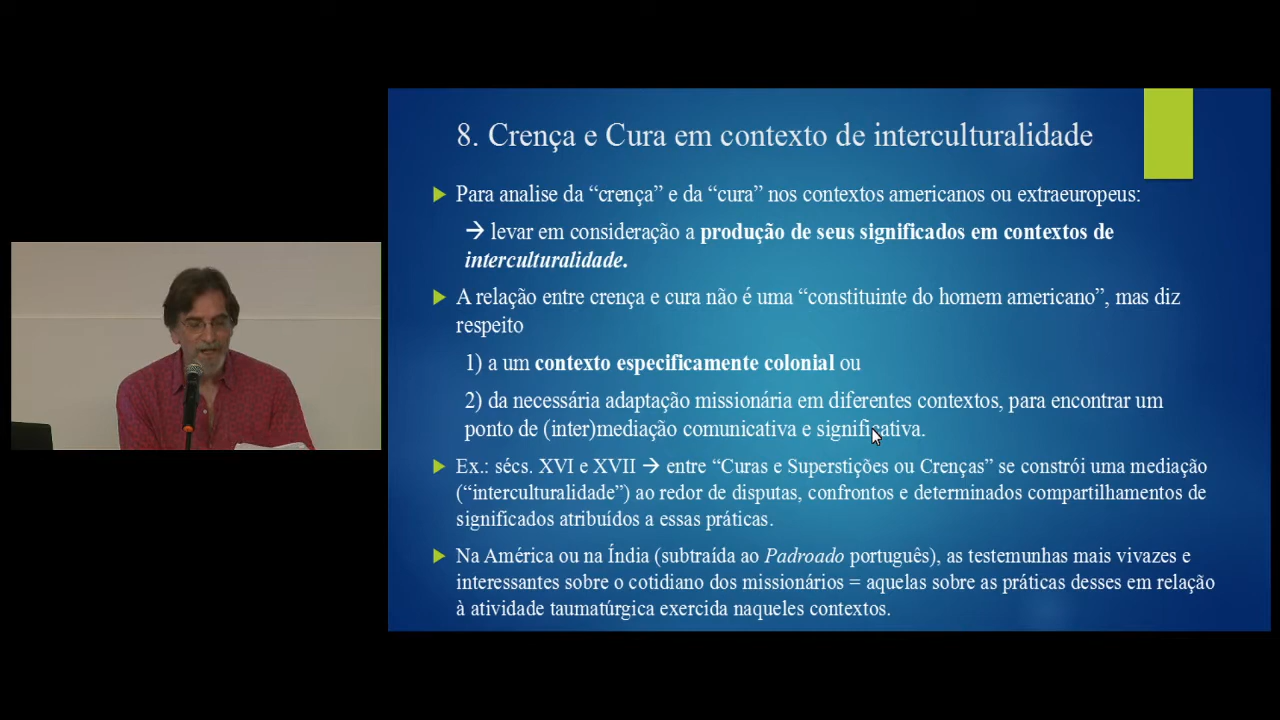 8. Crença e Cura em contexto de interculturalidade
Para analise da “crença” e da “cura” nos contextos americanos ou extraeuropeus:
→ levar em consideração a produção de seus significados em contextos de
interculturalidade.
A relação entre crença e cura não é uma “constituinte do homem americano”, mas diz
respeito
1) a um contexto especificamente colonial ou
2) da necessária adaptação missionária em diferentes contextos, para encontrar um
ponto de (inter)mediação comunicativa e significativa.
Ex.: sécs. XVI e XVII → entre “Curas e Superstições ou Crenças” se constrói uma mediação
(“interculturalidade”) ao redor de disputas, confrontos e determinados compartilhamentos de
significados atribuídos a essas práticas.
Na América ou na Índia (subtraída ao Padroado português), as testemunhas mais vivazes e
interessantes sobre o cotidiano dos missionários = aquelas sobre as práticas desses em relação
à atividade taumatúrgica exercida naqueles contextos.